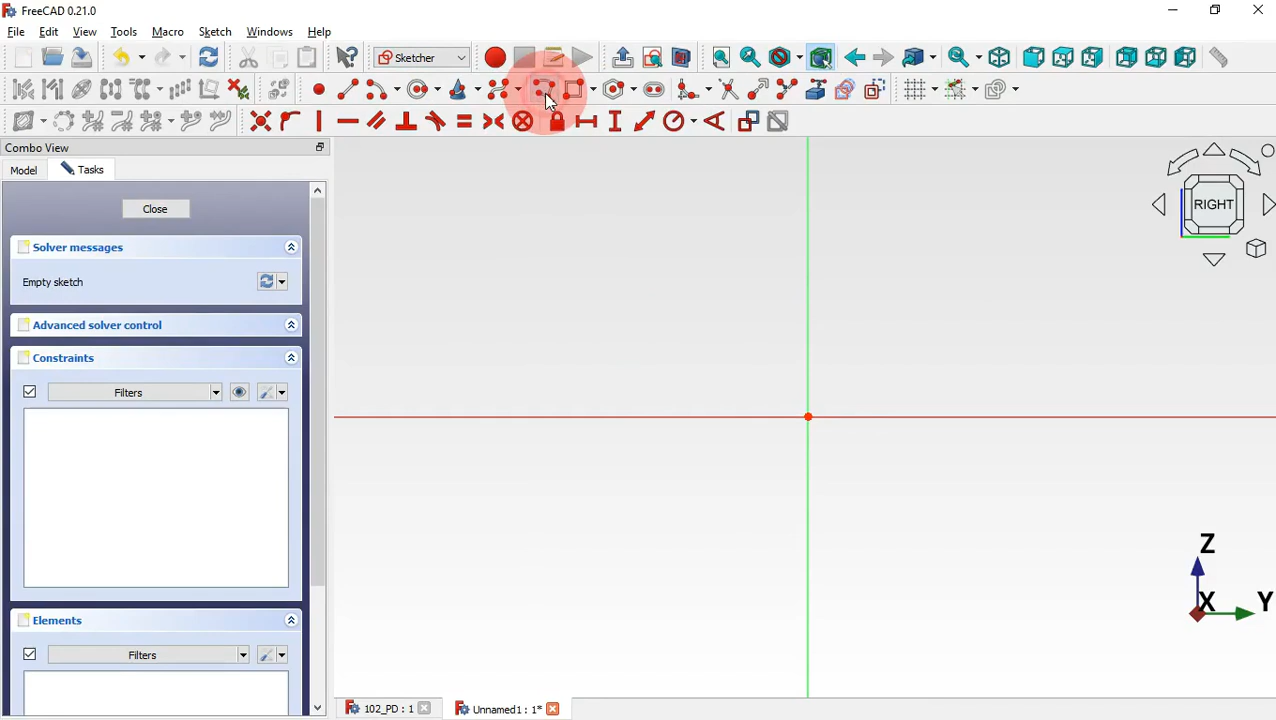 FreeCAD 0.21.0
File Edit View Tools Macro Sketch Windows Help
Sketcher
Combo View
Model Tasks
Close
Solver messages
Empty sketch
Advanced solver control
Constraints
Filters
Elements
Filters
RIGHT
Z
X Y
102_PD : 1 Unnamed1 : 1*